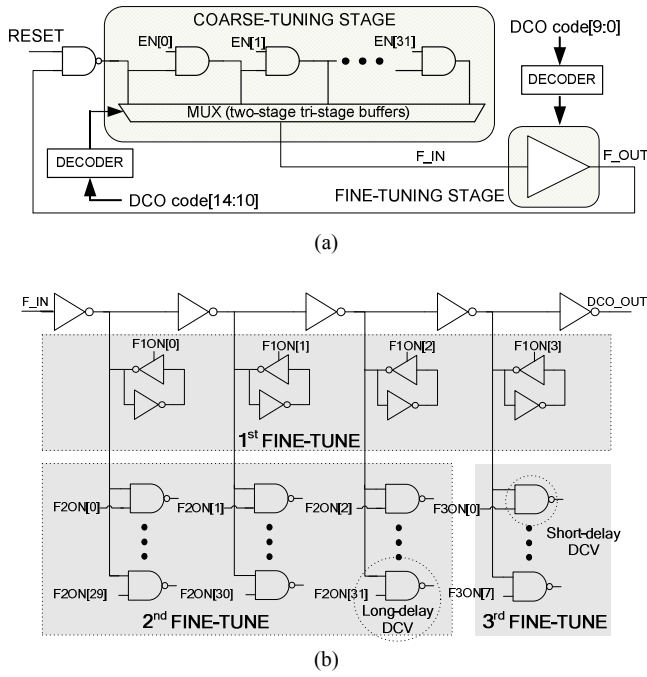 COARSE-TUNING STAGE
RESET
EN[0]
EN[1]
EN[31]
DCO code[9:0]
DECODER
MUX (two-stage tri-stage buffers)
DECODER
F_IN
F_OUT
FINE-TUNING STAGE
DCO code[14:10]
(a)
F_IN
DCO_OUT
F1ON[0]
F1ON[1]
F1ON[2]
F1ON[3]
1st FINE-TUNE
F2ON[0]
F2ON[1]
F2ON[2]
F3ON[0]
Short-delay
DCV
F2ON[29]
F2ON[30]
F2ON[31]
F3ON[7]
Long-delay
DCV
2nd FINE-TUNE
3rd FINE-TUNE
(b)